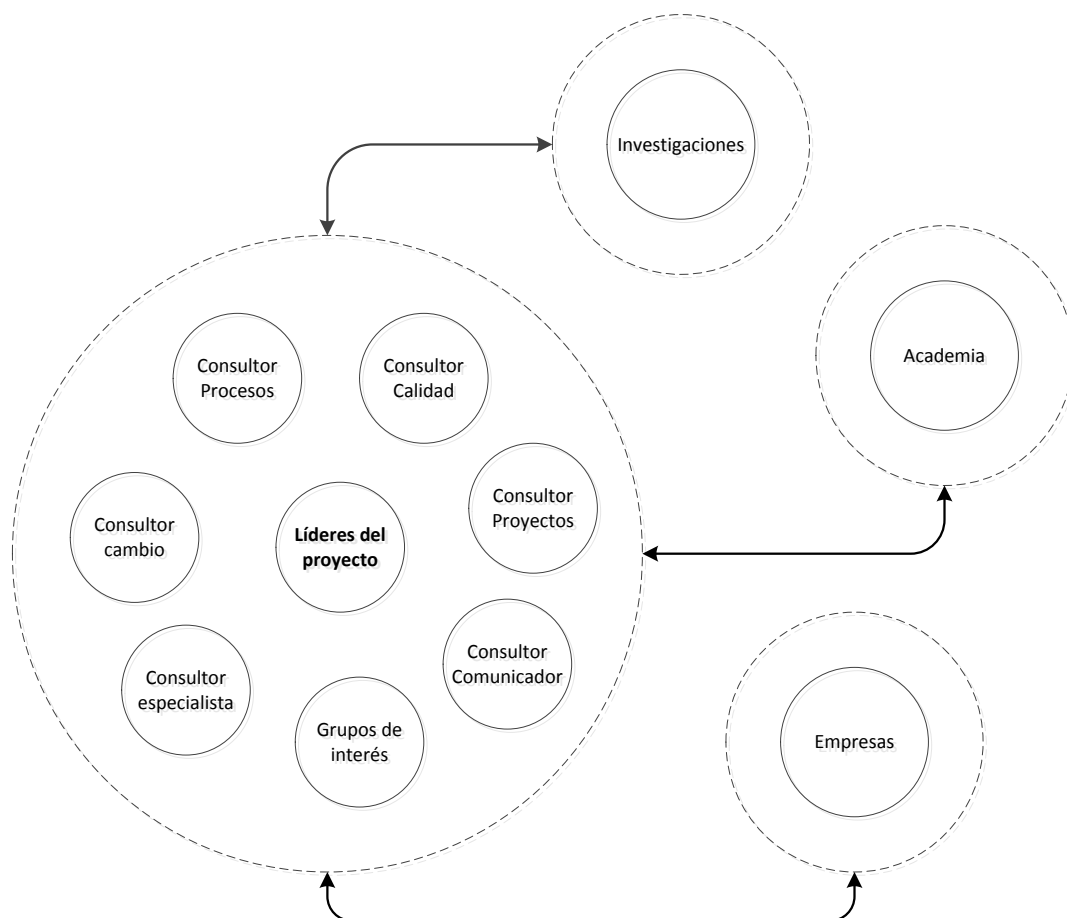 Investigaciones
Academia
Consultor
Procesos
Consultor
Calidad
Consultor
Proyectos
Consultor
cambio
Líderes del
proyecto
Consultor
Comunicador
Consultor
especialista
Grupos de
interés
Empresas